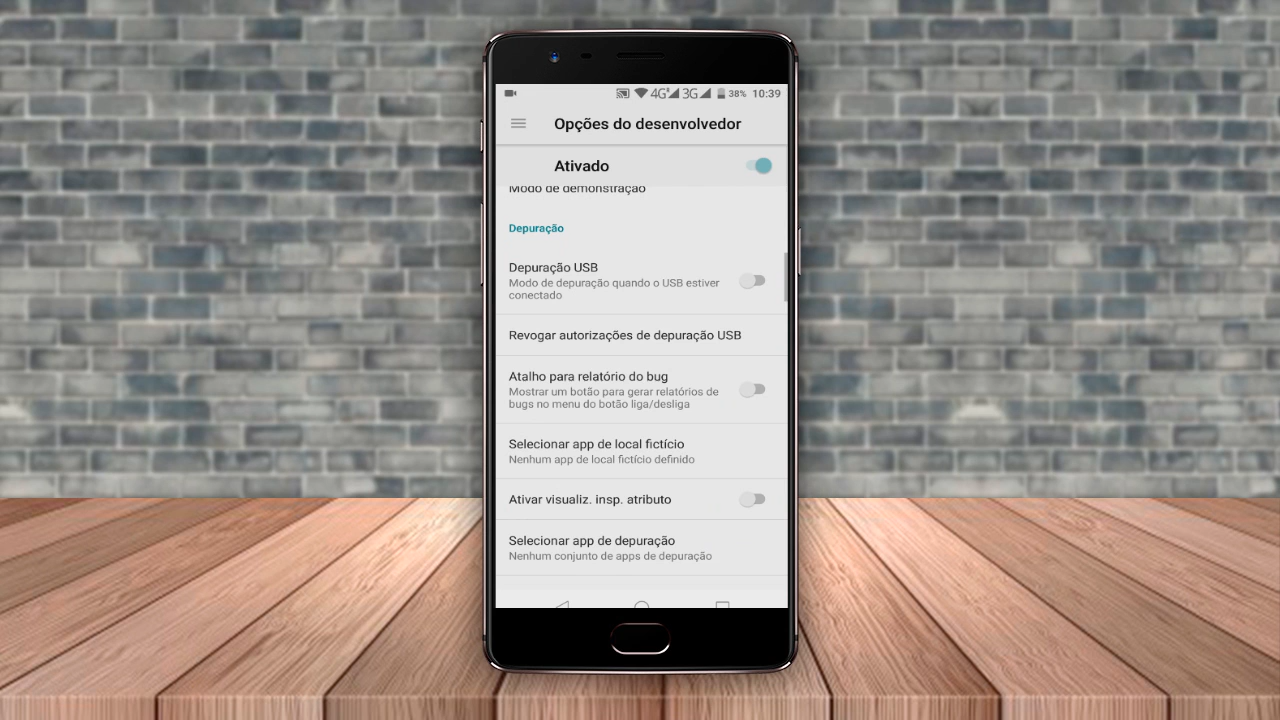 4G 3G 38% 10:39
Opções do desenvolvedor
Ativado
Modo de demonstração
Depuração
Depuração USB
Modo de depuração quando o USB estiver
conectado
Revogar autorizações de depuração USB
Atalho para relatório do bug
Mostrar um botão para gerar relatórios de
bugs no menu do botão liga/desliga
Selecionar app de local fictício
Nenhum app de local fictício definido
Ativar visualiz. insp. atributo
Selecionar app de depuração
Nenhum conjunto de apps de depuração